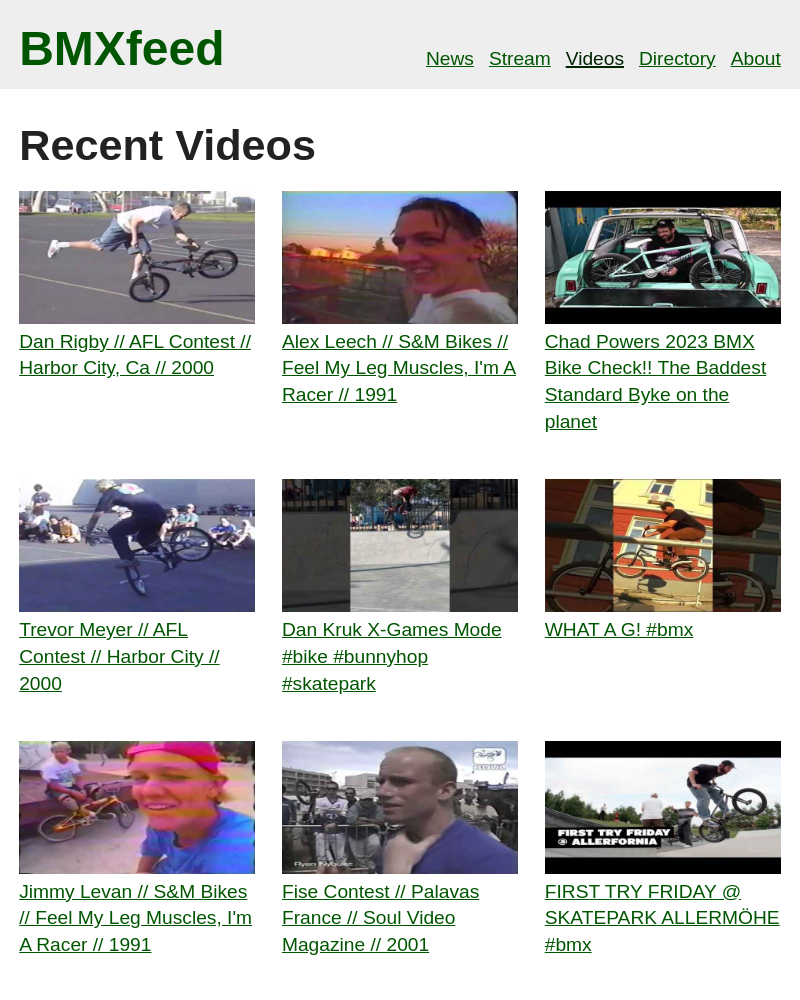 BMXfeed
News Stream Videos Directory About
Recent Videos
Dan Rigby // AFL Contest //
Harbor City, Ca // 2000
Alex Leech // S&M Bikes //
Feel My Leg Muscles, I'm A
Racer // 1991
Chad Powers 2023 BMX
Bike Check!! The Baddest
Standard Byke on the
planet
Trevor Meyer // AFL
Contest // Harbor City //
2000
Dan Kruk X-Games Mode
#bike #bunnyhop
#skatepark
WHAT A G! #bmx
Ryan Nyquist
FIRST TRY FRIDAY
@ ALLERFORNIA
Jimmy Levan // S&M Bikes
// Feel My Leg Muscles, I'm
A Racer // 1991
Fise Contest // Palavas
France // Soul Video
Magazine // 2001
FIRST TRY FRIDAY @
SKATEPARK ALLERMÖHE
#bmx